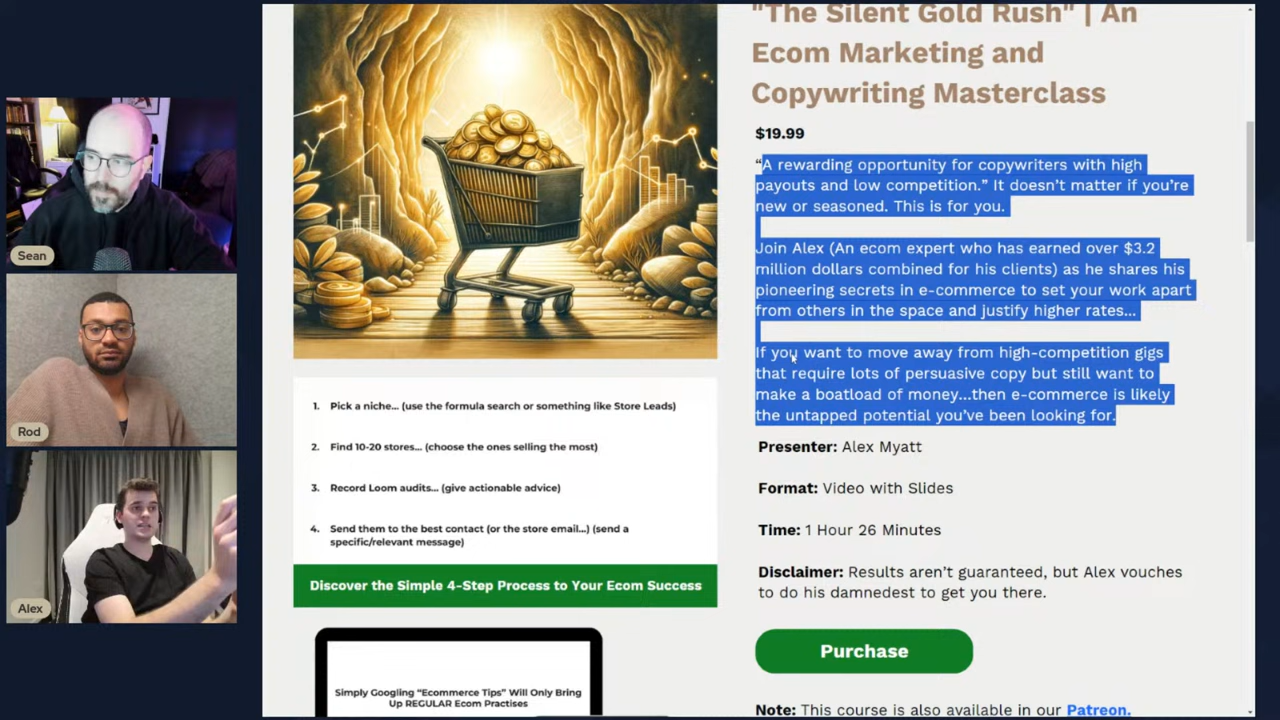 Sean
Rod
Alex
1. Pick a niche... (use the formula search or something like Store Leads)
2. Find 10-20 stores... (choose the ones selling the most)
3. Record Loom audits... (give actionable advice)
4. Send them to the best contact (or the store email...) (send a
specific/relevant message)
Discover the Simple 4-Step Process to Your Ecom Success
Simply Googling “Ecommerce Tips” Will Only Bring
Up REGULAR Ecom Practises
"The Silent Gold Rush" | An
Ecom Marketing and
Copywriting Masterclass
$19.99
“A rewarding opportunity for copywriters with high
payouts and low competition.” It doesn’t matter if you’re
new or seasoned. This is for you.
Join Alex (An ecom expert who has earned over $3.2
million dollars combined for his clients) as he shares his
pioneering secrets in e-commerce to set your work apart
from others in the space and justify higher rates...
If you want to move away from high-competition gigs
that require lots of persuasive copy but still want to
make a boatload of money...then e-commerce is likely
the untapped potential you’ve been looking for.
Presenter: Alex Myatt
Format: Video with Slides
Time: 1 Hour 26 Minutes
Disclaimer: Results aren’t guaranteed, but Alex vouches
to do his damnedest to get you there.
Purchase
Note: This course is also available in our Patreon.